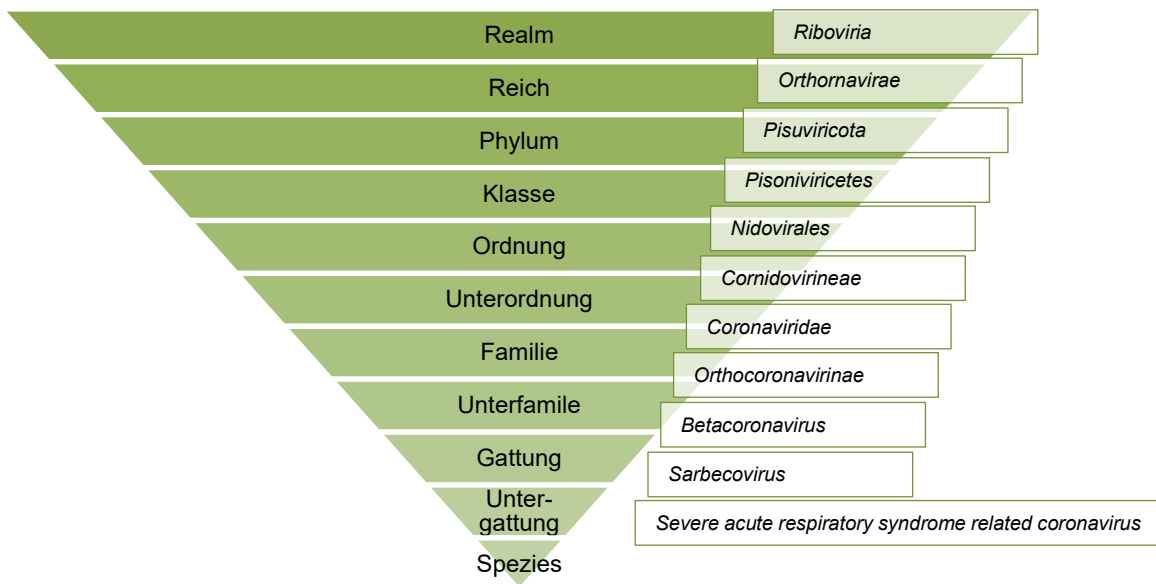 Realm
Riboviria
Reich
Orthornavirae
Phylum
Pisuviricota
Klasse
Pisoniviricetes
Ordnung
Nidovirales
Unterordnung
Cornidovirineae
Familie
Coronaviridae
Unterfamile
Orthocoronavirinae
Gattung
Betacoronavirus
Unter-
gattung
Sarbecovirus
Spezies
Severe acute respiratory syndrome related coronavirus